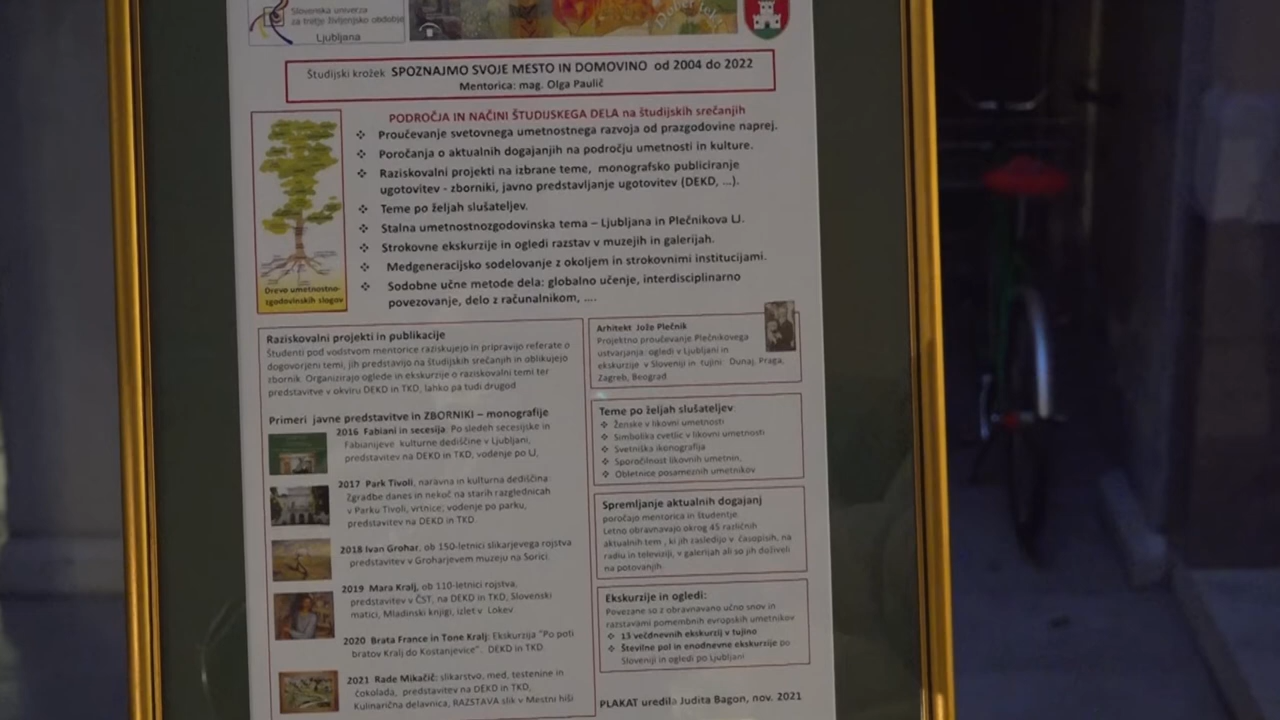 Slovenska univerza
za tretje življenjsko obdobje
Ljubljana
Študijski krožek SPOZNAJMO SVOJE MESTO IN DOMOVINO od 2004 do 2022
Mentorica: mag. Olga Paulič
PODROČJA IN NAČINI ŠTUDIJSKEGA DELA na študijskih srečanjih
❖ Proučevanje svetovnega umetnostnega razvoja od prazgodovine naprej.
❖ Poročanja o aktualnih dogajanjih na področju umetnosti in kulture.
❖ Raziskovalni projekti na izbrane teme, monografsko publiciranje
ugotovitev - zborniki, javno predstavljanje ugotovitev (DEKD, ...).
❖ Teme po željah slušateljev.
❖ Stalna umetnostnozgodovinska tema – Ljubljana in Plečnikova LJ.
❖ Strokovne ekskurzije in ogledi razstav v muzejih in galerijah.
❖ Medgeneracijsko sodelovanje z okoljem in strokovnimi institucijami.
❖ Sodobne učne metode dela: globalno učenje, interdisciplinarno
povezovanje, delo z računalnikom, ....
Drevo umetnostno-
zgodovinskih slogov
Raziskovalni projekti in publikacije
Študenti pod vodstvom mentorice raziskujejo in pripravijo referate o
dogovorjeni temi, jih predstavijo na študijskih srečanjih in oblikujejo
zbornik. Organizirajo oglede in ekskurzije o raziskovalni temi ter
predstavitve v okviru DEKD in TKD, lahko pa tudi drugod
Primeri javne predstavitve in ZBORNIKI – monografije
2016 Fabiani in secesija: Po sledeh secesijske in
Fabianijeve kulturne dediščine v Ljubljani,
predstavitev na DEKD in TKD, vodenje po LJ,
2017 Park Tivoli, naravna in kulturna dediščina:
Zgradbe danes in nekoč na starih razglednicah
v Parku Tivoli, vrtnice, vodenje po parku,
predstavitev na DEKD in TKD.
2018 Ivan Grohar, ob 150-letnici slikarjevega rojstva
predstavitev v Groharjevem muzeju na Sorici,
2019 Mara Kralj, ob 110-letnici rojstva,
predstavitev v ČST, na DEKD in TKD, Slovenski
matici, Mladinski knjigi, izlet v Lokev
2020 Brata France in Tone Kralj: Ekskurzija "Po poti
bratov Kralj do Kostanjevice". DEKD in TKD.
2021 Rade Mikačić: slikarstvo, med, testenine in
čokolada, predstavitev na DEKD in TKD,
Kulinarična delavnica, RAZSTAVA slik v Mestni hiši
Arhitekt Jože Plečnik
Projektno proučevanje Plečnikovega
ustvarjanja, ogledi v Ljubljani in
ekskurzije v Sloveniji in tujini: Dunaj, Praga,
Zagreb, Beograd
Teme po željah slušateljev
❖ Ženske v likovni umetnosti
❖ Simbolika cvetlic v likovni umetnosti
❖ Svetniška ikonografija
❖ Sporočilnost likovnih umetnin,
❖ Obletnice posameznih umetnikov
Spremljanje aktualnih dogajanj
poročajo mentorica in študentje.
Letno obravnavajo okrog 45 različnih
aktualnih tem , ki jih zasledijo v časopisih, na
radiu in televiziji, v galerijah ali so jih doživeli
na potovanjih.
Ekskurzije in ogledi:
Povezane so z obravnavano učno snov in
razstavami pomembnih evropskih umetnikov
❖ 13 večdnevnih ekskurzij v tujino
❖ Številne pol in enodnevne ekskurzije po
Sloveniji in ogledi po Ljubljani
PLAKAT uredila Judita Bagon, nov. 2021